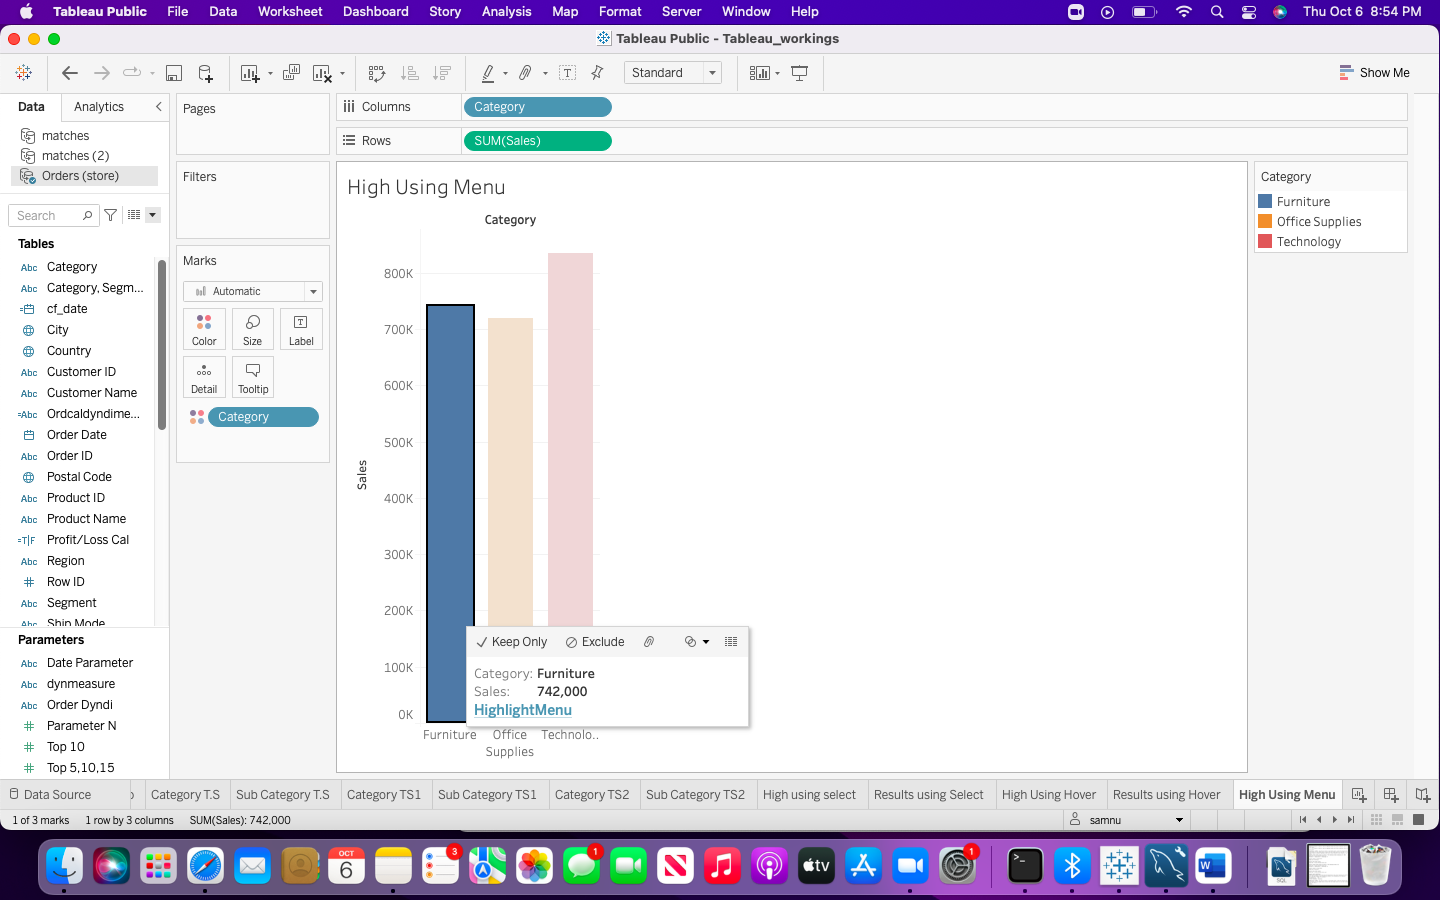 Tableau Public File Data Worksheet Dashboard Story Analysis Map Format Server Window Help Thu Oct 6 8:54 PM
Tableau Public - Tableau_workings
Standard Show Me
Data Analytics
matches
matches (2)
Orders (store)
Search
Tables
Abc Category
Abc Category, Segm...
cf_date
City
Country
Abc Customer ID
Abc Customer Name
=Abc Ordcaldyndime...
Order Date
Abc Order ID
Postal Code
Abc Product ID
Abc Product Name
=T|F Profit/Loss Cal
Abc Region
Row ID
Abc Segment
Abc Ship Mode
Parameters
Abc Date Parameter
Abc dynmeasure
Abc Order Dyndi
Parameter N
Top 10
Top 5,10,15
Pages
Filters
Marks
Automatic
Color Size Label
Detail Tooltip
Category
Columns Category
Rows SUM(Sales)
High Using Menu
Category
Sales
800K
700K
600K
500K
400K
300K
200K
100K
0K
Furniture Office Supplies Technolo..
Keep Only Exclude
Category: Furniture
Sales: 742,000
HighlightMenu
Category
Furniture
Office Supplies
Technology
Data Source Category T.S Sub Category T.S Category TS1 Sub Category TS1 Category TS2 Sub Category TS2 High using select Results using Select High Using Hover Results using Hover High Using Menu
1 of 3 marks 1 row by 3 columns SUM(Sales): 742,000 samnu
OCT
6
3
1
tv
1
>_
SQL
W